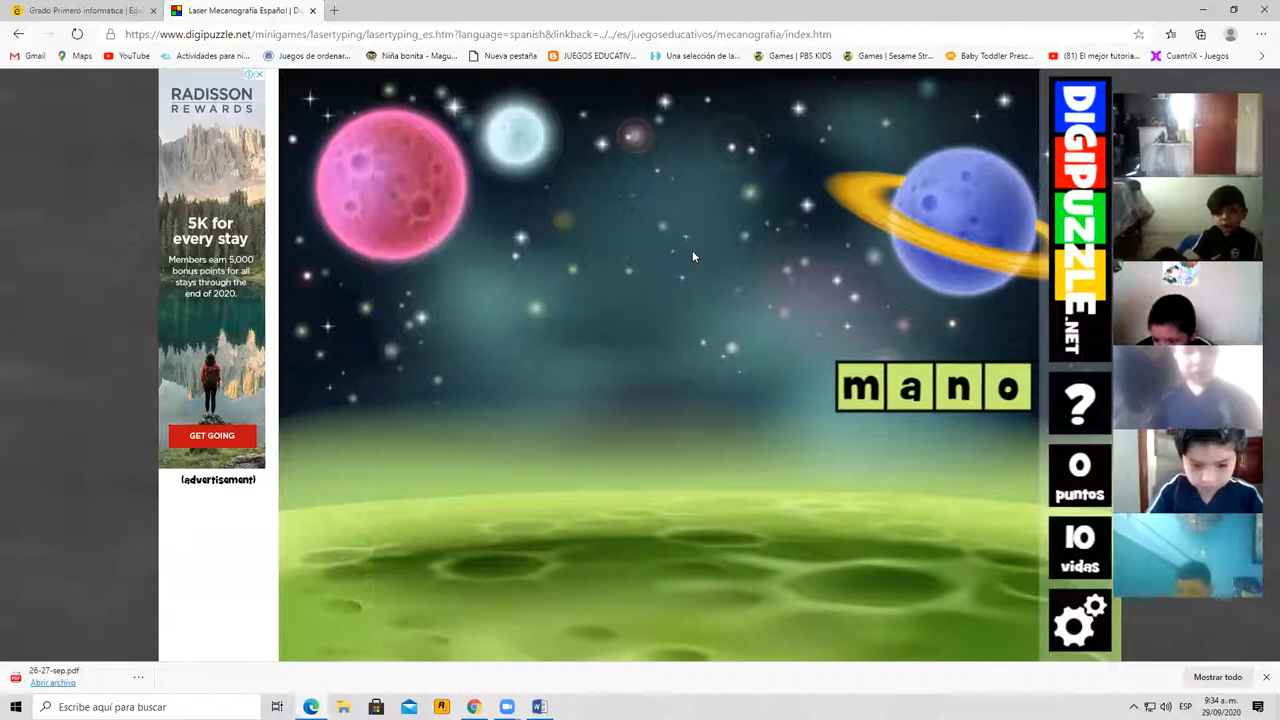 Grado Primero informatica | Edri
Laser Mecanografía Español | D
https://www.digipuzzle.net/minigames/lasertyping/lasertyping_es.htm?language=spanish&linkback=../../es/juegoseducativos/mecanografia/index.htm
Gmail
Maps
YouTube
Actividades para ni...
Juegos de ordenar...
Niña bonita - Magu...
Nueva pestaña
JUEGOS EDUCATIV...
Una selección de...
Games | PBS KIDS
Games | Sesame Str...
Baby Toddler Presc...
(81) El mejor tutoria...
CuantriX - Juegos
RADISSON
REWARDS
5K for
every stay
Members earn 5,000
bonus points for all
stays through the
end of 2020.
GET GOING
(advertisement)
mano
DIGIPUZZLE.NET
?
0
puntos
10
vidas
26-27-sep.pdf
Abrir archivo
Mostrar todo
Escribe aquí para buscar
ESP
9:34 a. m.
29/09/2020